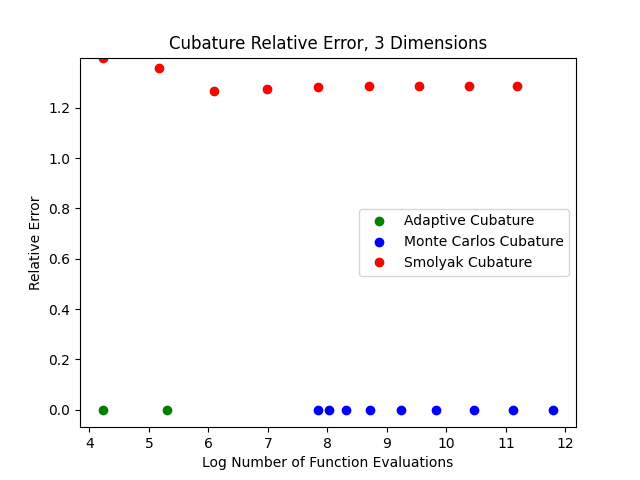 Cubature Relative Error, 3 Dimensions
1.2
1.0
0.8
0.6
0.4
0.2
0.0
Relative Error
Adaptive Cubature
Monte Carlos Cubature
Smolyak Cubature
4 5 6 7 8 9 10 11 12
Log Number of Function Evaluations